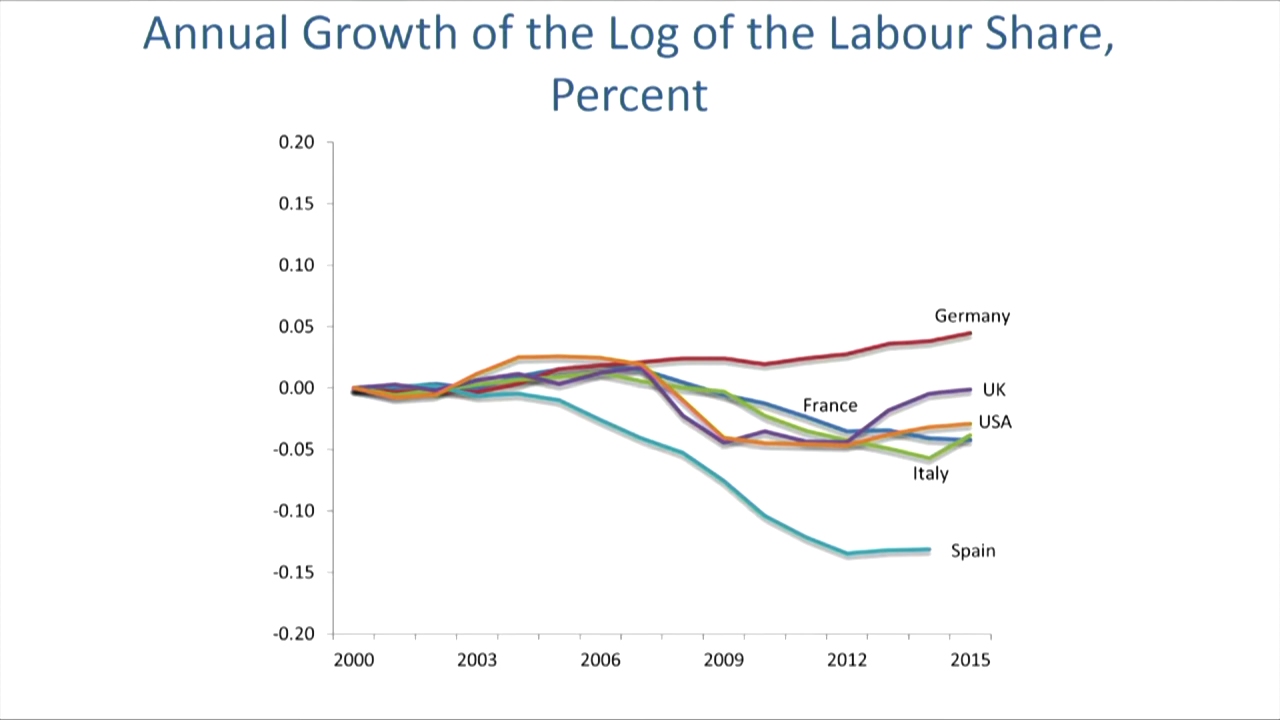 Annual Growth of the Log of the Labour Share,
Percent
0.20
0.15
0.10
0.05
0.00
-0.05
-0.10
-0.15
-0.20
Germany
UK
France
USA
Italy
Spain
2000 2003 2006 2009 2012 2015